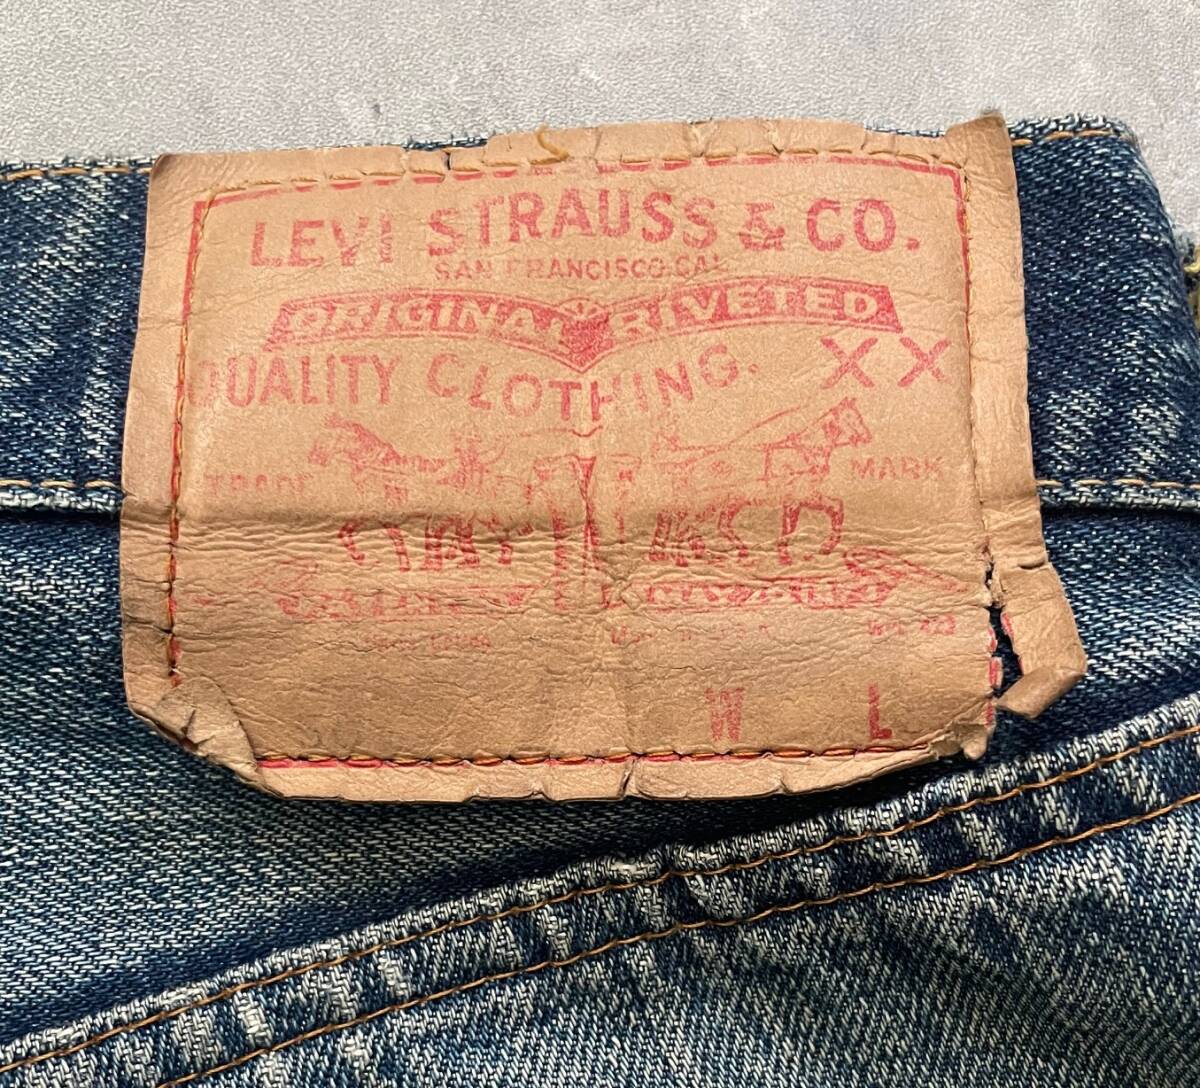 LEVI STRAUSS & CO.
SAN FRANCISCO.CAL
ORIGINAL RIVETED
QUALITY CLOTHING. XX
TRADE MARK
W L